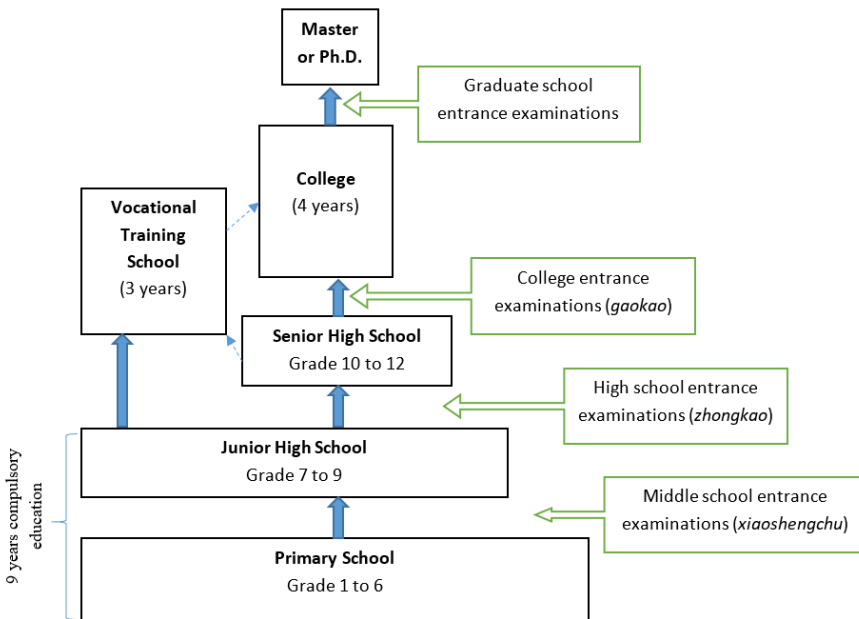 Master
or Ph.D.
Graduate school
entrance examinations
College
(4 years)
Vocational
Training
School
(3 years)
College entrance
examinations (gaokao)
Senior High School
Grade 10 to 12
High school entrance
examinations (zhongkao)
Junior High School
Grade 7 to 9
Middle school entrance
examinations (xiaoshengchu)
9 years compulsory
education
Primary School
Grade 1 to 6